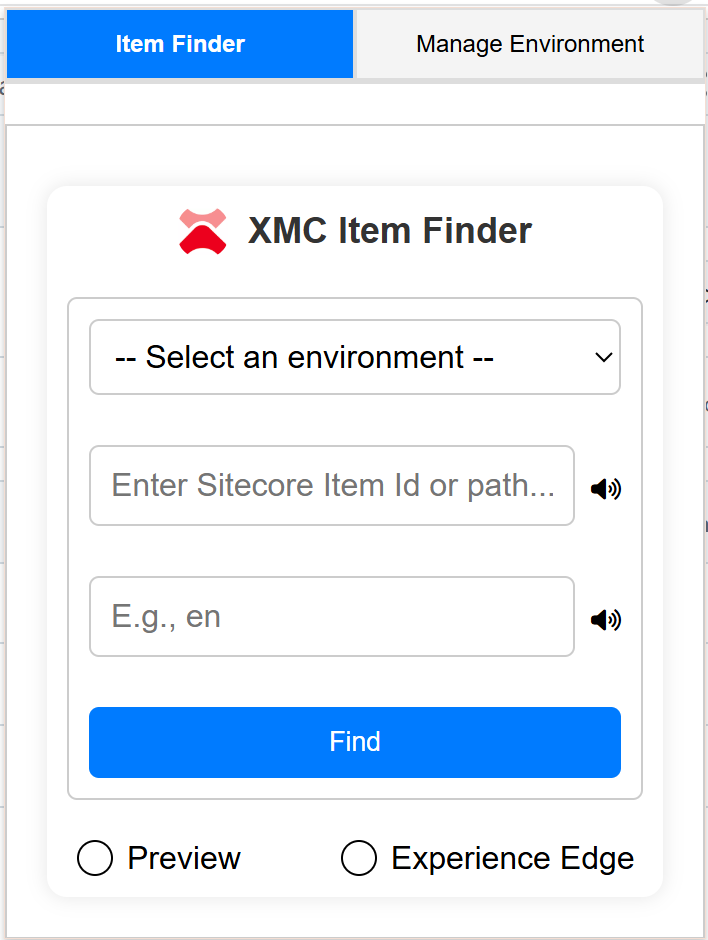 Item Finder
Manage Environment
XMC Item Finder
-- Select an environment --
Enter Sitecore Item Id or path...
E.g., en
Find
Preview
Experience Edge